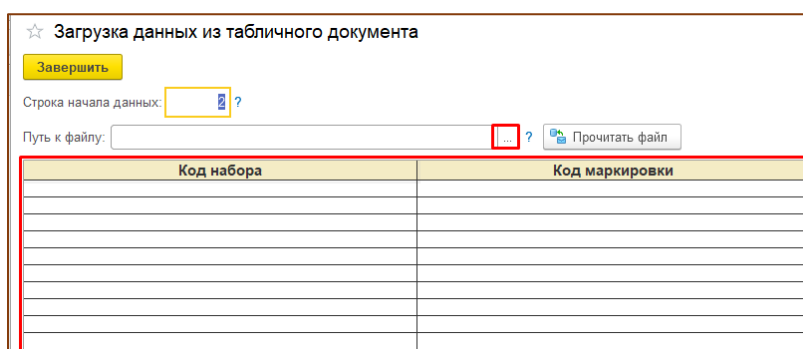 Загрузка данных из табличного документа
Завершить
Строка начала данных: 2 ?
Путь к файлу: ... ? Прочитать файл
Код набора Код маркировки